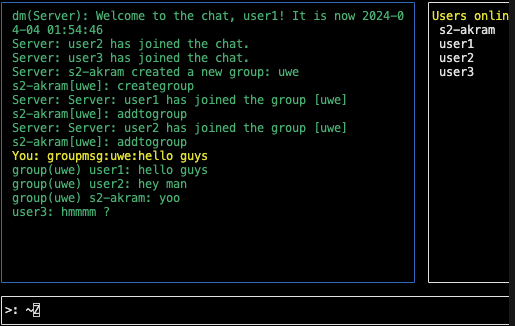 dm(Server): Welcome to the chat, user1! It is now 2024-0
4-04 01:54:46
Server: user2 has joined the chat.
Server: user3 has joined the chat.
Server: s2-akram created a new group: uwe
s2-akram[uwe]: creategroup
Server: Server: user1 has joined the group [uwe]
s2-akram[uwe]: addtogroup
Server: Server: user2 has joined the group [uwe]
s2-akram[uwe]: addtogroup
You: groupmsg:uwe:hello guys
group(uwe) user1: hello guys
group(uwe) user2: hey man
group(uwe) s2-akram: yoo
user3: hmmmm ?
Users onlin
s2-akram
user1
user2
user3
>: ~Z